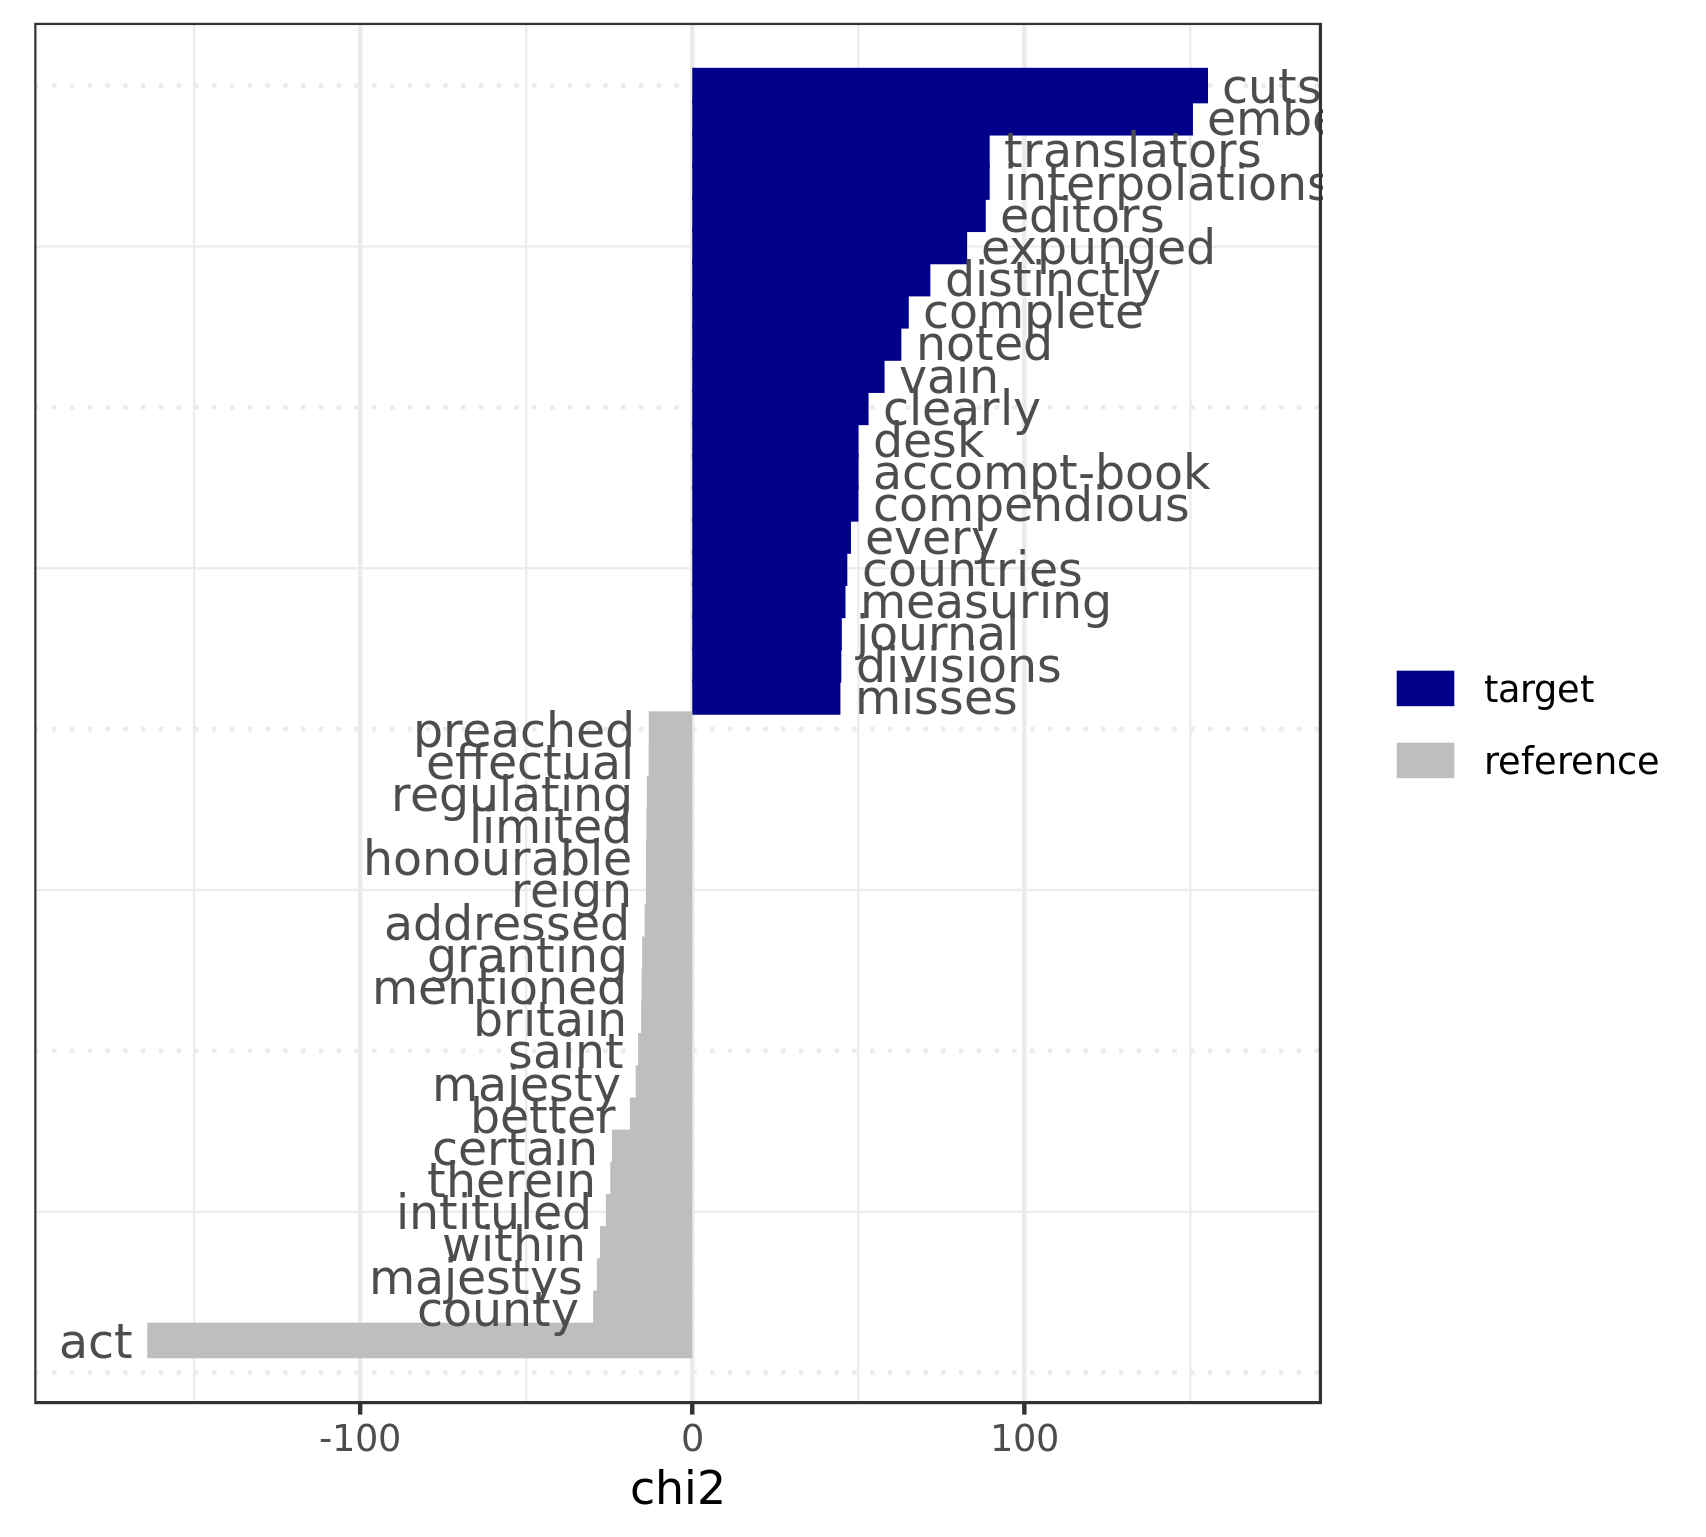 cuts
embe
translators
interpolations
editors
expunged
distinctly
complete
noted
vain
clearly
desk
accompt-book
compendious
every
countries
measuring
journal
divisions
misses
preached
effectual
regulating
limited
honourable
reign
addressed
granting
mentioned
britain
saint
majesty
better
certain
therein
intituled
within
majestys
county
act
-100 0 100
chi2
target
reference